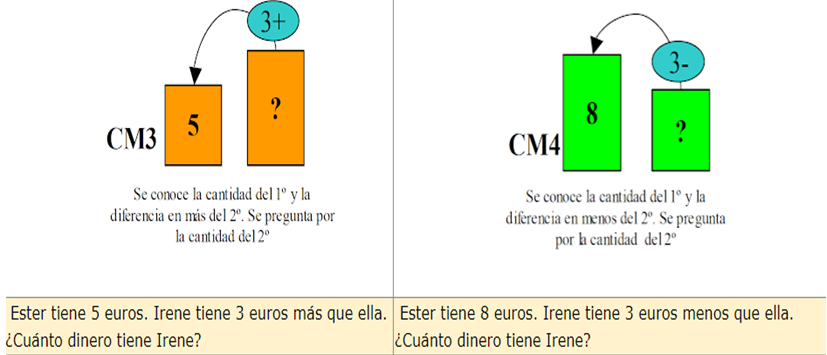 3+
5
?
CM3
Se conoce la cantidad del 1º y la
diferencia en más del 2º. Se pregunta por
la cantidad del 2º
Ester tiene 5 euros. Irene tiene 3 euros más que ella.
¿Cuánto dinero tiene Irene?
3-
8
?
CM4
Se conoce la cantidad del 1º y la
diferencia en menos del 2º. Se pregunta
por la cantidad del 2º
Ester tiene 8 euros. Irene tiene 3 euros menos que ella.
¿Cuánto dinero tiene Irene?